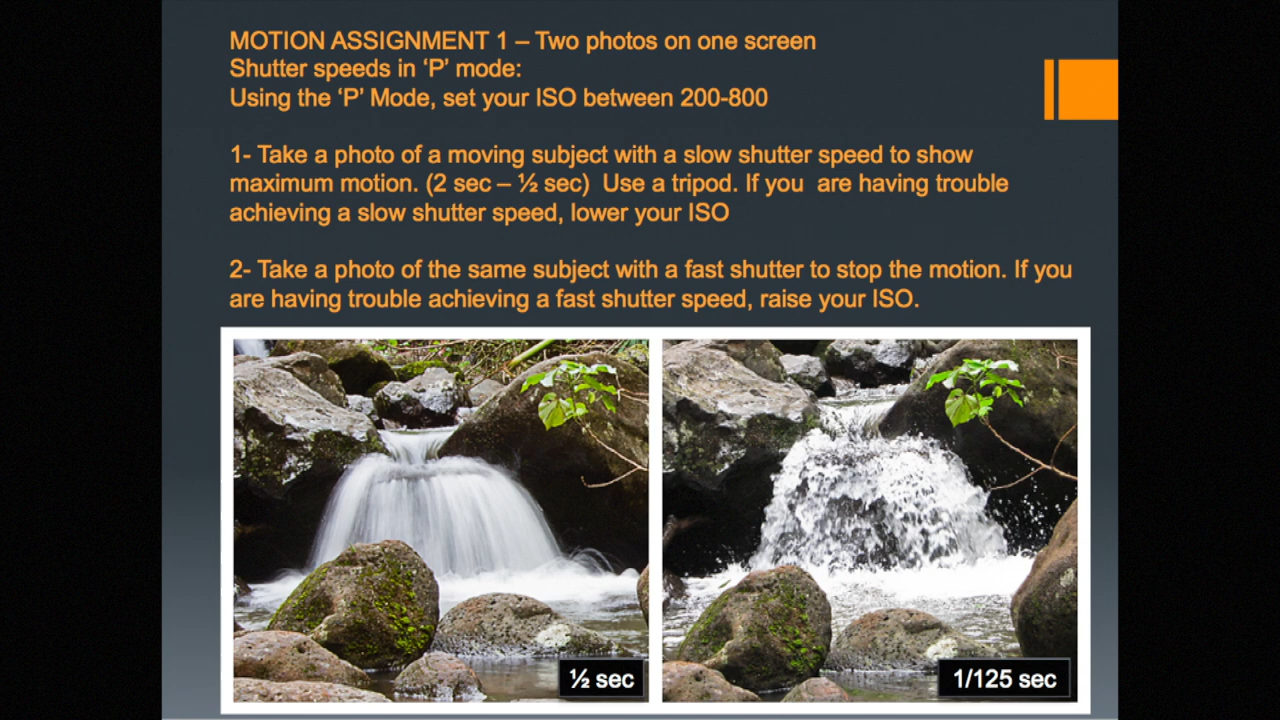 MOTION ASSIGNMENT 1 – Two photos on one screen
Shutter speeds in ‘P’ mode:
Using the ‘P’ Mode, set your ISO between 200-800
1- Take a photo of a moving subject with a slow shutter speed to show
maximum motion. (2 sec – ½ sec)  Use a tripod. If you  are having trouble
achieving a slow shutter speed, lower your ISO
2- Take a photo of the same subject with a fast shutter to stop the motion. If you
are having trouble achieving a fast shutter speed, raise your ISO.
½ sec
1/125 sec